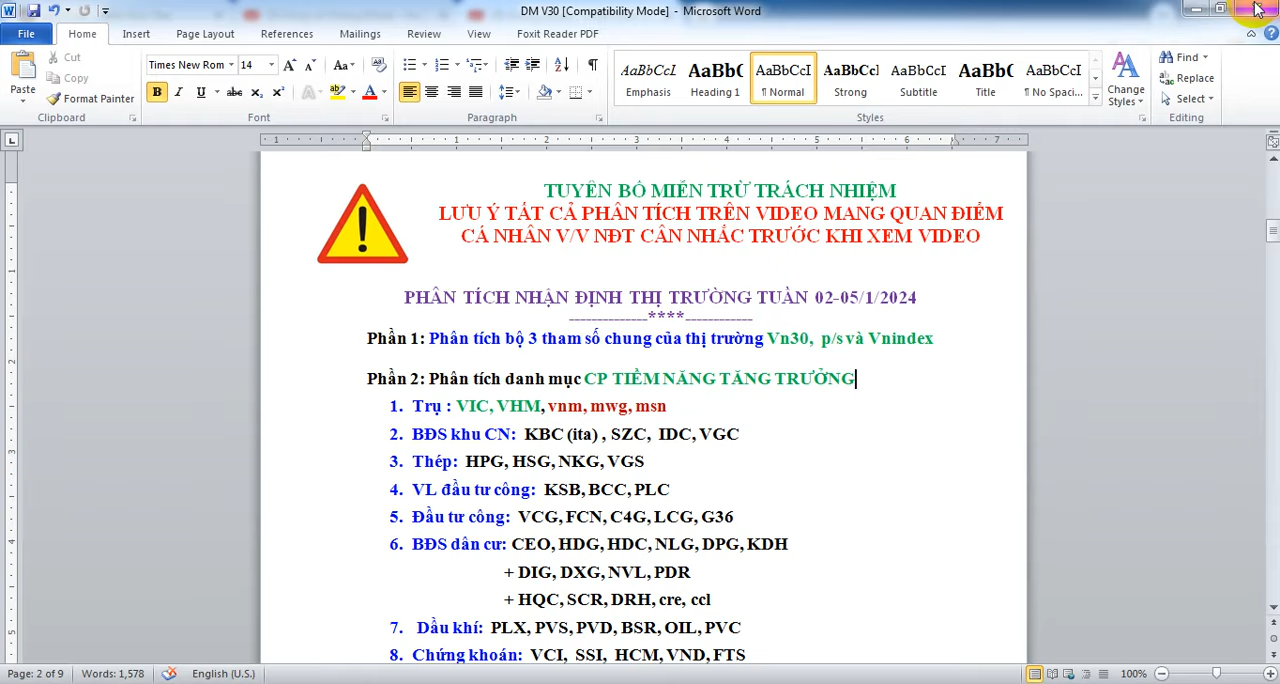 DM V30 [Compatibility Mode] - Microsoft Word
File Home Insert Page Layout References Mailings Review View Foxit Reader PDF
Cut
Copy
Format Painter
Paste
Clipboard
Times New Rom 14
Font
Paragraph
AaBbCcI AaBb( AaBbCcI AaBbCcl AaBbCcI AaBb( AaBbCcI
Emphasis Heading 1 ¶ Normal Strong Subtitle Title ¶ No Spaci...
Change Styles
Styles
Find
Replace
Select
Editing
TUYÊN BỐ MIỄN TRỪ TRÁCH NHIỆM
LƯU Ý TẤT CẢ PHÂN TÍCH TRÊN VIDEO MANG QUAN ĐIỂM
CÁ NHÂN V/V NĐT CÂN NHẮC TRƯỚC KHI XEM VIDEO
PHÂN TÍCH NHẬN ĐỊNH THỊ TRƯỜNG TUẦN 02-05/1/2024
--------------****------------
Phần 1: Phân tích bộ 3 tham số chung của thị trường Vn30, p/s và Vnindex
Phần 2: Phân tích danh mục CP TIỀM NĂNG TĂNG TRƯỞNG
1. Trụ : VIC, VHM, vnm, mwg, msn
2. BĐS khu CN: KBC (ita) , SZC, IDC, VGC
3. Thép: HPG, HSG, NKG, VGS
4. VL đầu tư công: KSB, BCC, PLC
5. Đầu tư công: VCG, FCN, C4G, LCG, G36
6. BĐS dân cư: CEO, HDG, HDC, NLG, DPG, KDH
+ DIG, DXG, NVL, PDR
+ HQC, SCR, DRH, cre, ccl
7. Dầu khí: PLX, PVS, PVD, BSR, OIL, PVC
8. Chứng khoán: VCI, SSI, HCM, VND, FTS
Page: 2 of 9 Words: 1,578 English (U.S.) 100%